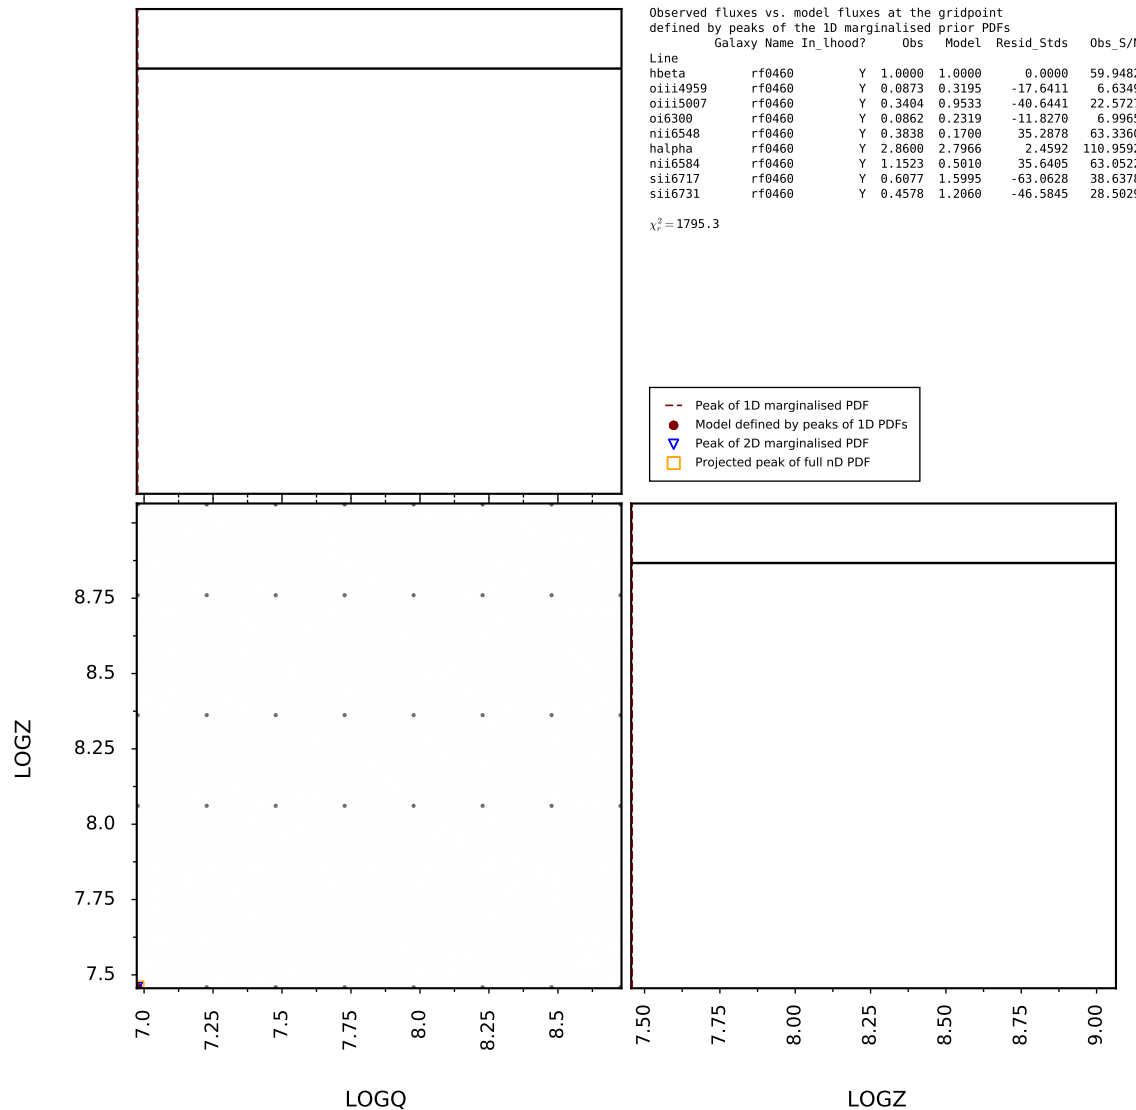 Observed fluxes vs. model fluxes at the gridpoint
defined by peaks of the 1D marginalised prior PDFs
Galaxy Name In_lhood? Obs Model Resid_Stds Obs_S/N
Line
hbeta rf0460 Y 1.0000 1.0000 0.0000 59.9482
oiii4959 rf0460 Y 0.0873 0.3195 -17.6411 6.6349
oiii5007 rf0460 Y 0.3404 0.9533 -40.6441 22.5727
oi6300 rf0460 Y 0.0862 0.2319 -11.8270 6.9965
nii6548 rf0460 Y 0.3838 0.1700 35.2878 63.3360
halpha rf0460 Y 2.8600 2.7966 2.4592 110.9592
nii6584 rf0460 Y 1.1523 0.5010 35.6405 63.0522
sii6717 rf0460 Y 0.6077 1.5995 -63.0628 38.6378
sii6731 rf0460 Y 0.4578 1.2060 -46.5845 28.5029
χ²ᵣ = 1795.3
Peak of 1D marginalised PDF
Model defined by peaks of 1D PDFs
Peak of 2D marginalised PDF
Projected peak of full nD PDF
8.75
8.5
8.25
8.0
7.75
7.5
LOGZ
7.0 7.25 7.5 7.75 8.0 8.25 8.5
LOGQ
7.50 7.75 8.00 8.25 8.50 8.75 9.00
LOGZ